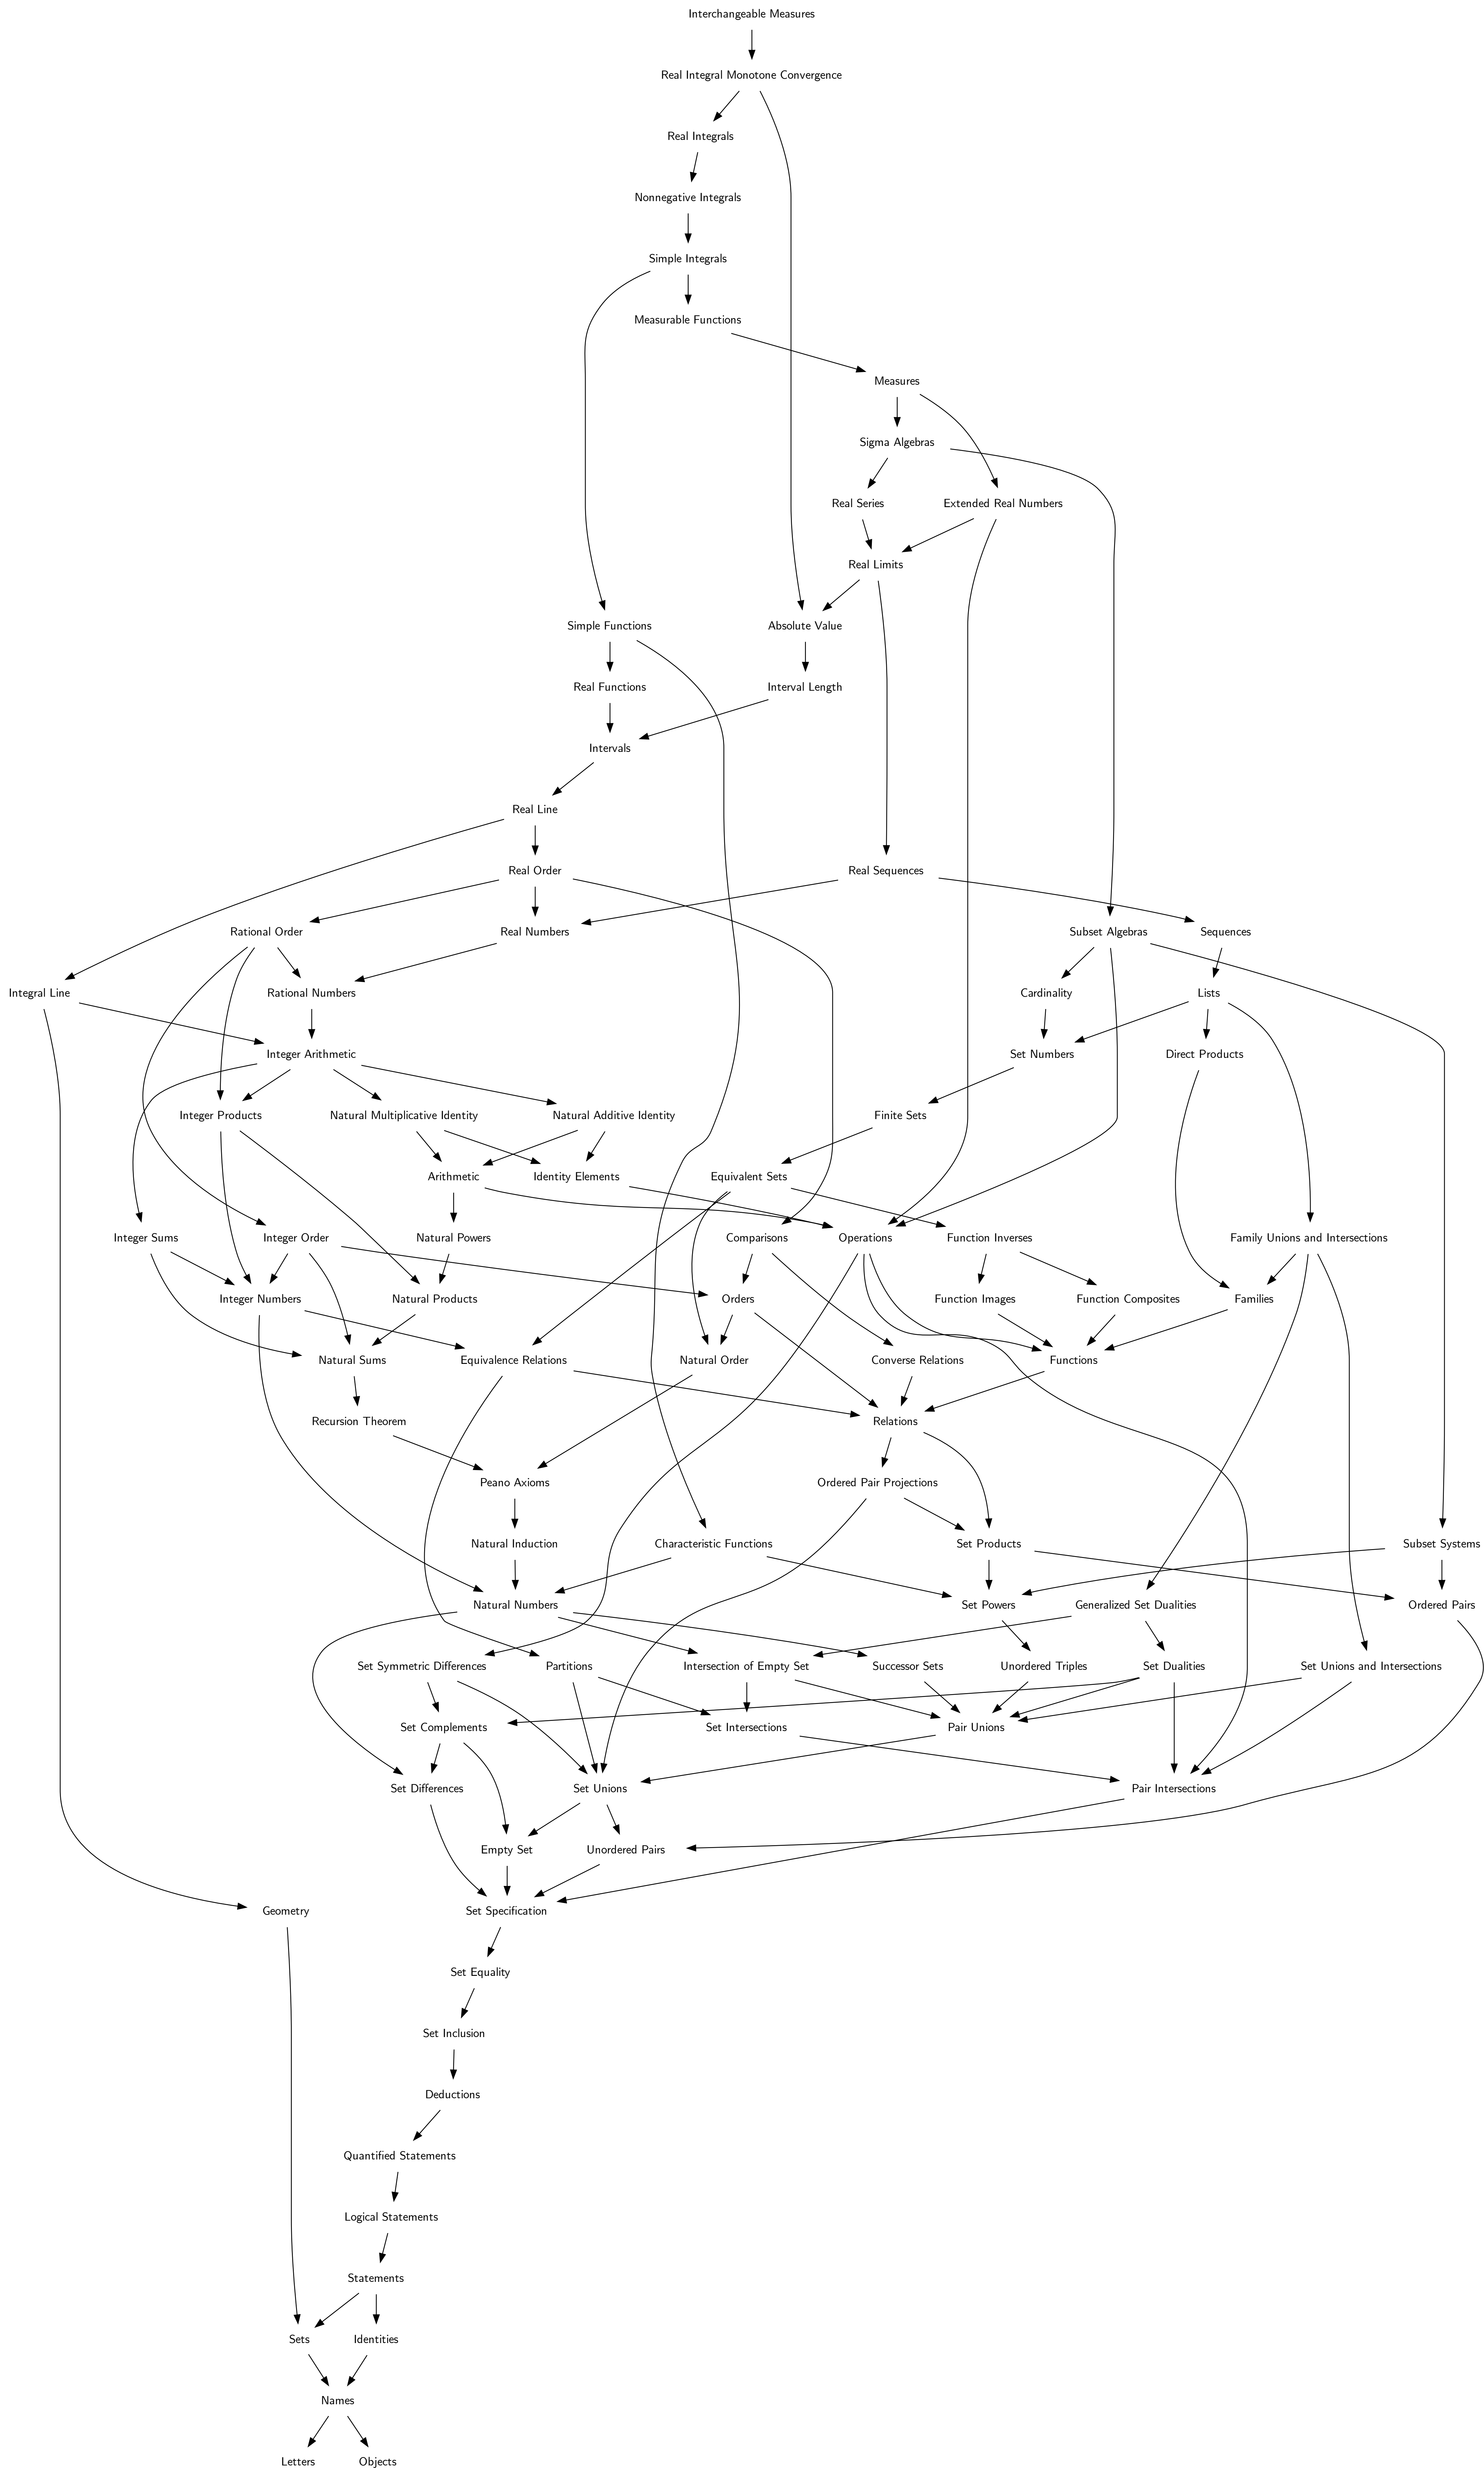 Interchangeable Measures
Real Integral Monotone Convergence
Real Integrals
Nonnegative Integrals
Simple Integrals
Measurable Functions
Measures
Sigma Algebras
Real Series
Extended Real Numbers
Real Limits
Simple Functions
Absolute Value
Real Functions
Interval Length
Intervals
Real Line
Real Order
Real Sequences
Rational Order
Real Numbers
Subset Algebras
Sequences
Integral Line
Rational Numbers
Cardinality
Lists
Integer Arithmetic
Set Numbers
Direct Products
Integer Products
Natural Multiplicative Identity
Natural Additive Identity
Finite Sets
Arithmetic
Identity Elements
Equivalent Sets
Integer Sums
Integer Order
Natural Powers
Comparisons
Operations
Function Inverses
Family Unions and Intersections
Integer Numbers
Natural Products
Orders
Function Images
Function Composites
Families
Natural Sums
Equivalence Relations
Natural Order
Converse Relations
Functions
Recursion Theorem
Relations
Peano Axioms
Ordered Pair Projections
Natural Induction
Characteristic Functions
Set Products
Subset Systems
Natural Numbers
Set Powers
Generalized Set Dualities
Ordered Pairs
Set Symmetric Differences
Partitions
Intersection of Empty Set
Successor Sets
Unordered Triples
Set Dualities
Set Unions and Intersections
Set Complements
Set Intersections
Pair Unions
Set Differences
Set Unions
Pair Intersections
Empty Set
Unordered Pairs
Geometry
Set Specification
Set Equality
Set Inclusion
Deductions
Quantified Statements
Logical Statements
Statements
Sets
Identities
Names
Letters
Objects